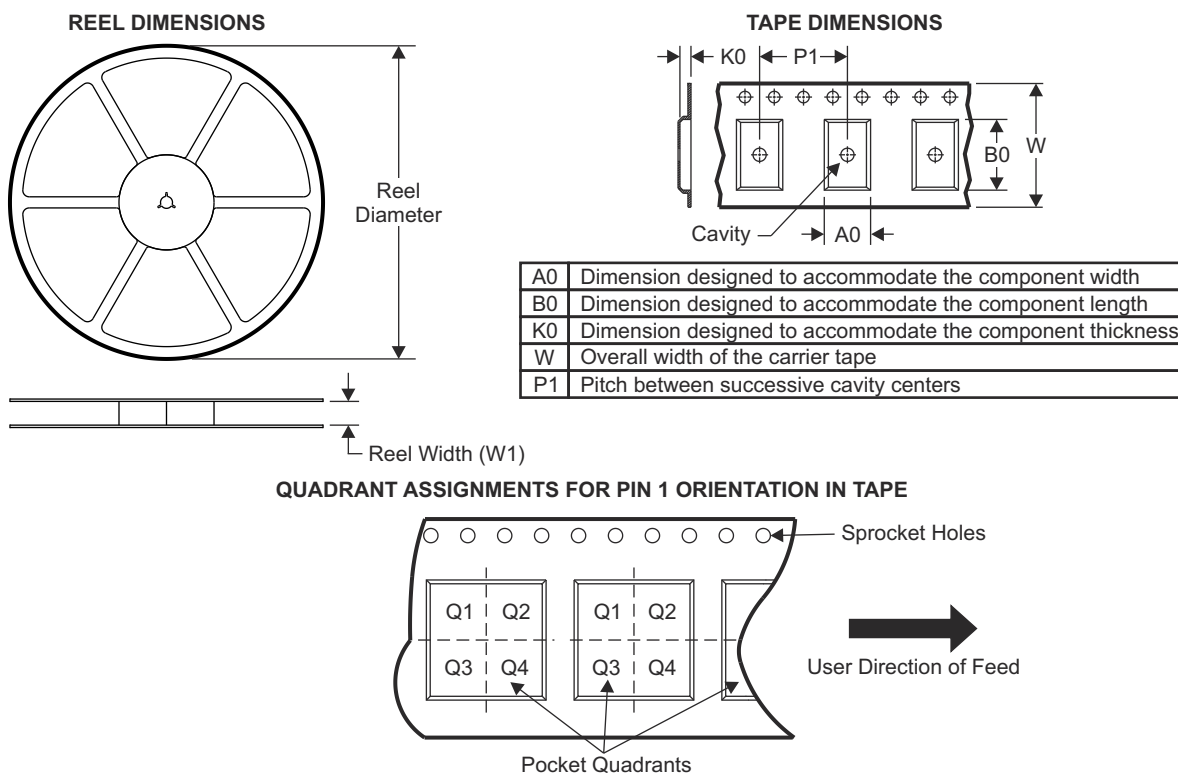 REEL DIMENSIONS
Reel
Diameter
Reel Width (W1)
TAPE DIMENSIONS
K0
P1
W
B0
Cavity
A0
A0 Dimension designed to accommodate the component width
B0 Dimension designed to accommodate the component length
K0 Dimension designed to accommodate the component thickness
W Overall width of the carrier tape
P1 Pitch between successive cavity centers
QUADRANT ASSIGNMENTS FOR PIN 1 ORIENTATION IN TAPE
Sprocket Holes
Q1 Q2 Q1 Q2
Q3 Q4 Q3 Q4
User Direction of Feed
Pocket Quadrants